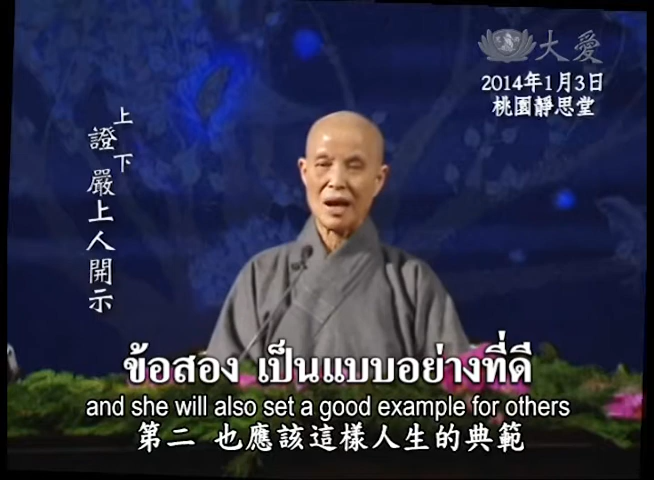 大愛
2014年1月3日
桃園靜思堂
上證下嚴上人開示
ข้อสอง เป็นแบบอย่างที่ดี
and she will also set a good example for others
第二 也應該這樣人生的典範